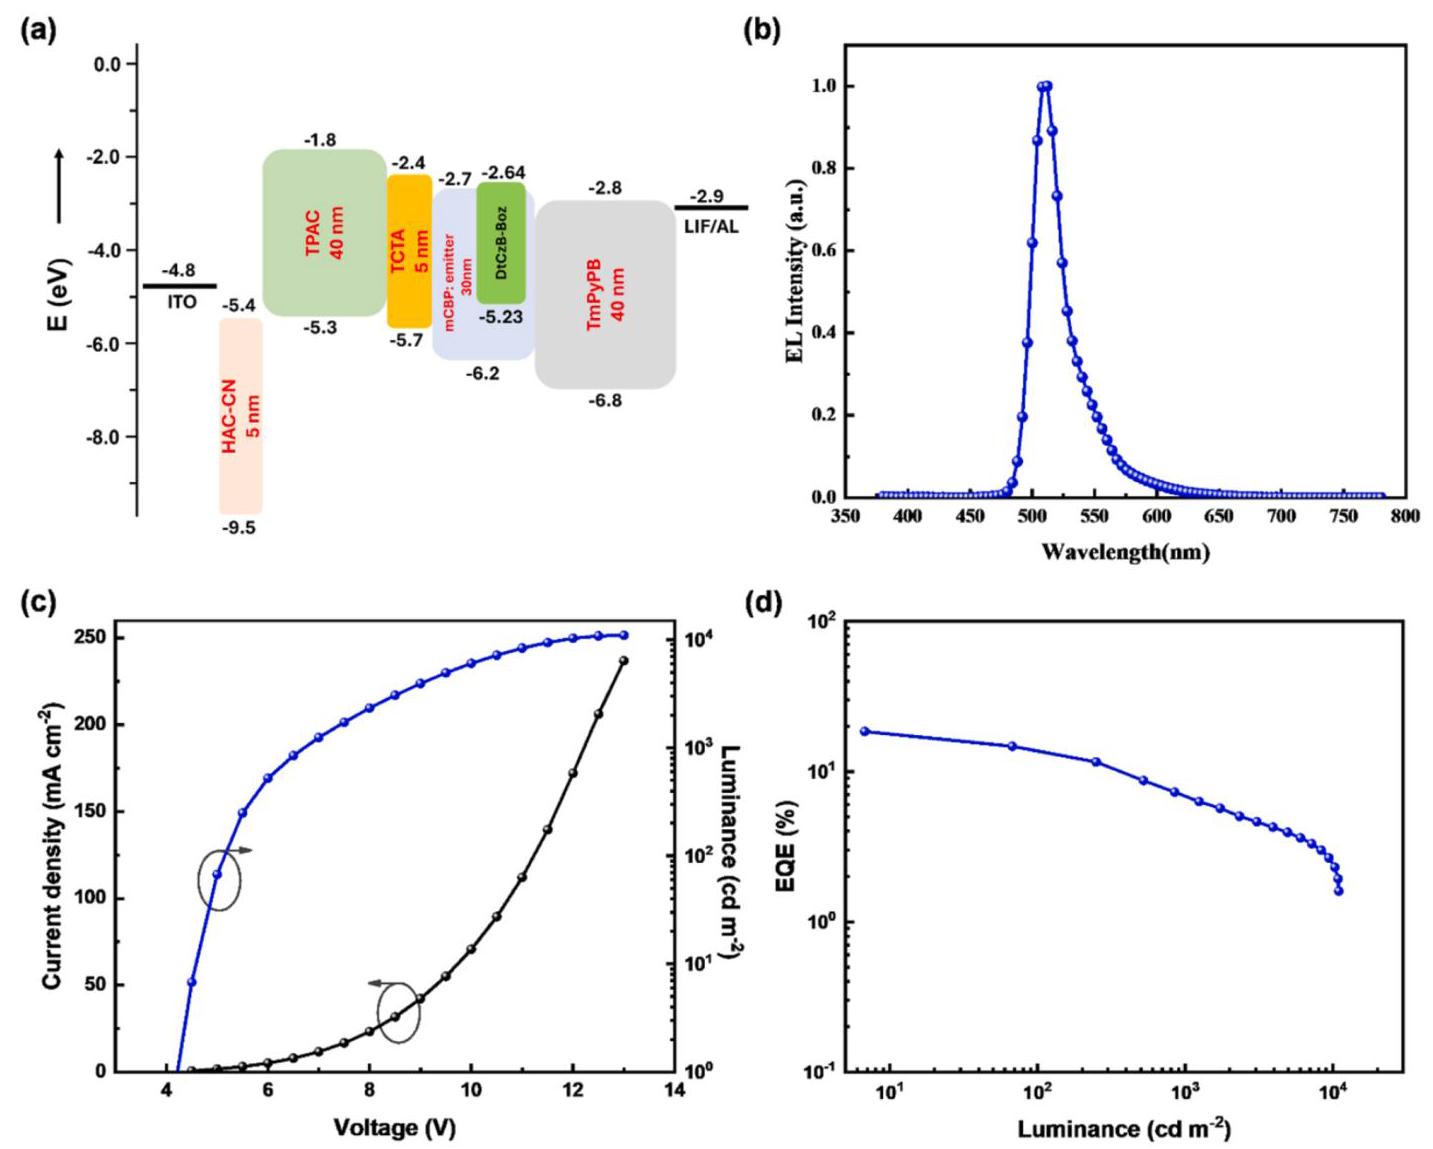 (a)
0.0
-2.0
-4.0
-6.0
-8.0
E (eV)
-4.8
ITO
-5.4
HAC-CN
5 nm
-9.5
-1.8
TPAC
40 nm
-5.3
-2.4
TCTA
5 nm
-5.7
-2.7
mCBP: emitter
30nm
-6.2
-2.64
DtCzB-Boz
-5.23
-2.8
TmPyPB
40 nm
-6.8
-2.9
LIF/AL
(b)
EL Intensity (a.u.)
1.0
0.8
0.6
0.4
0.2
0.0
350 400 450 500 550 600 650 700 750 800
Wavelength(nm)
(c)
Current density (mA cm⁻²)
250
200
150
100
50
0
4 6 8 10 12 14
Voltage (V)
10⁴
10³
10²
10¹
10⁰
Luminance (cd m⁻²)
(d)
EQE (%)
10²
10¹
10⁰
10⁻¹
10¹ 10² 10³ 10⁴
Luminance (cd m⁻²)